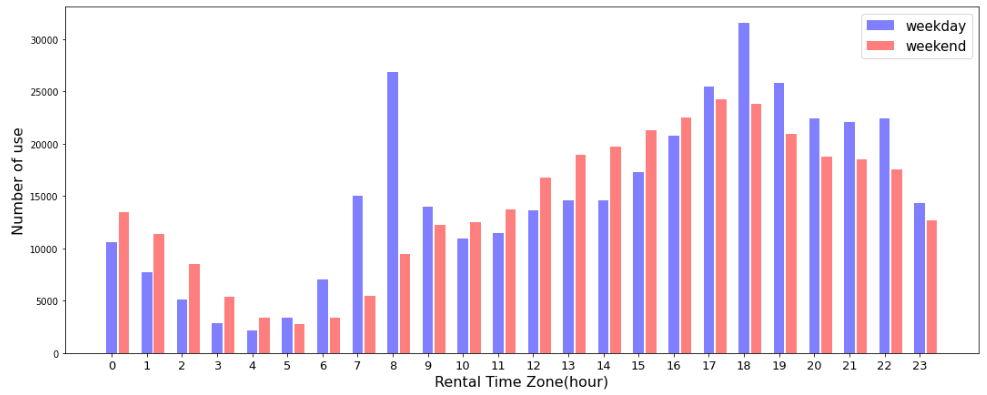 30000
25000
20000
15000
10000
5000
0
Number of use
weekday
weekend
0 1 2 3 4 5 6 7 8 9 10 11 12 13 14 15 16 17 18 19 20 21 22 23
Rental Time Zone(hour)